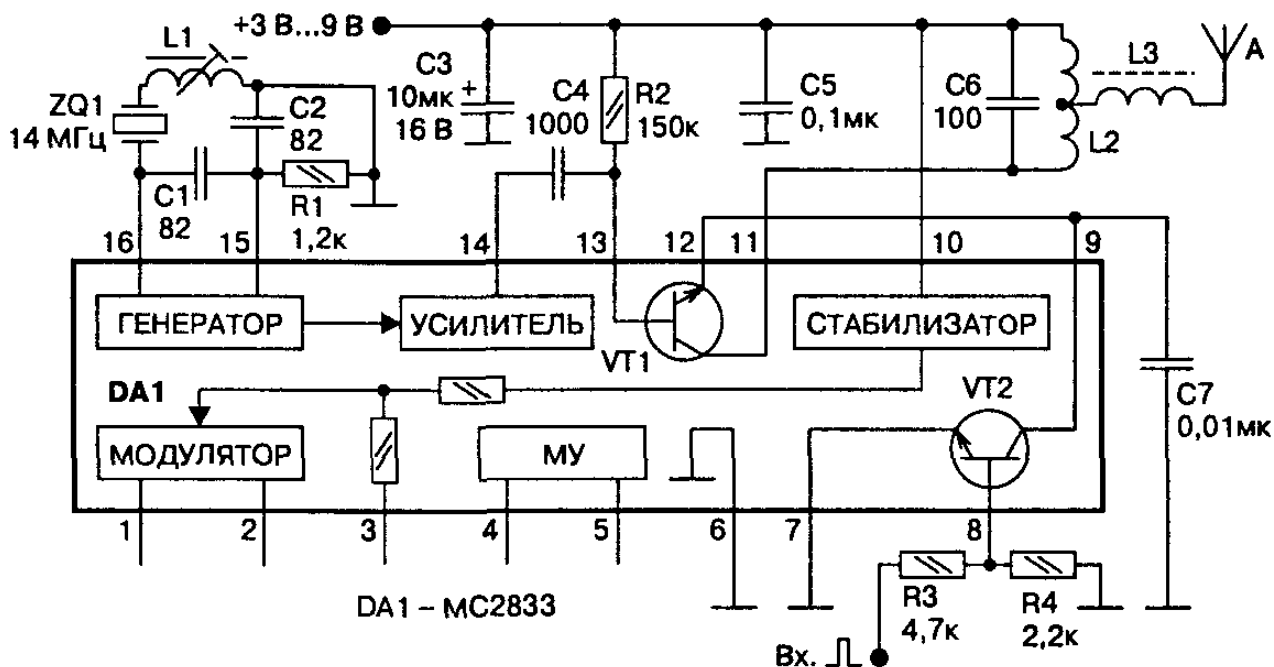 +3 В...9 В
L1
ZQ1
14 МГц
C2
82
C1
82
R1
1,2к
C3
10мк
+
16 В
C4
1000
R2
150к
C5
0,1мк
C6
100
L2
L3
A
16
15
14
13
12
11
10
9
ГЕНЕРАТОР
УСИЛИТЕЛЬ
VT1
СТАБИЛИЗАТОР
DA1
VT2
C7
0,01мк
МОДУЛЯТОР
МУ
1
2
3
4
5
6
7
8
DA1 – MC2833
R3
4,7к
R4
2,2к
Вх.